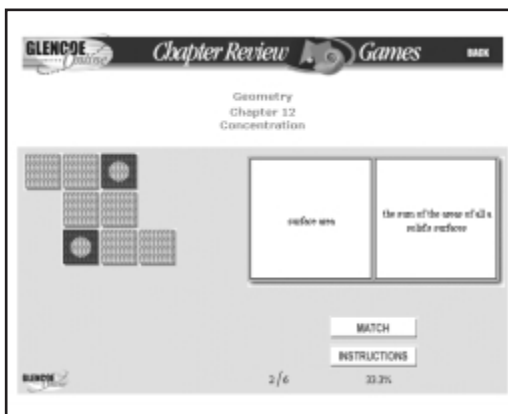 GLENCOE
Online
Chapter Review
Games
BACK
Geometry
Chapter 12
Concentration
surface area
the sum of the areas of all a
solid's surfaces
MATCH
INSTRUCTIONS
GLENCOE
2/6
33.3%